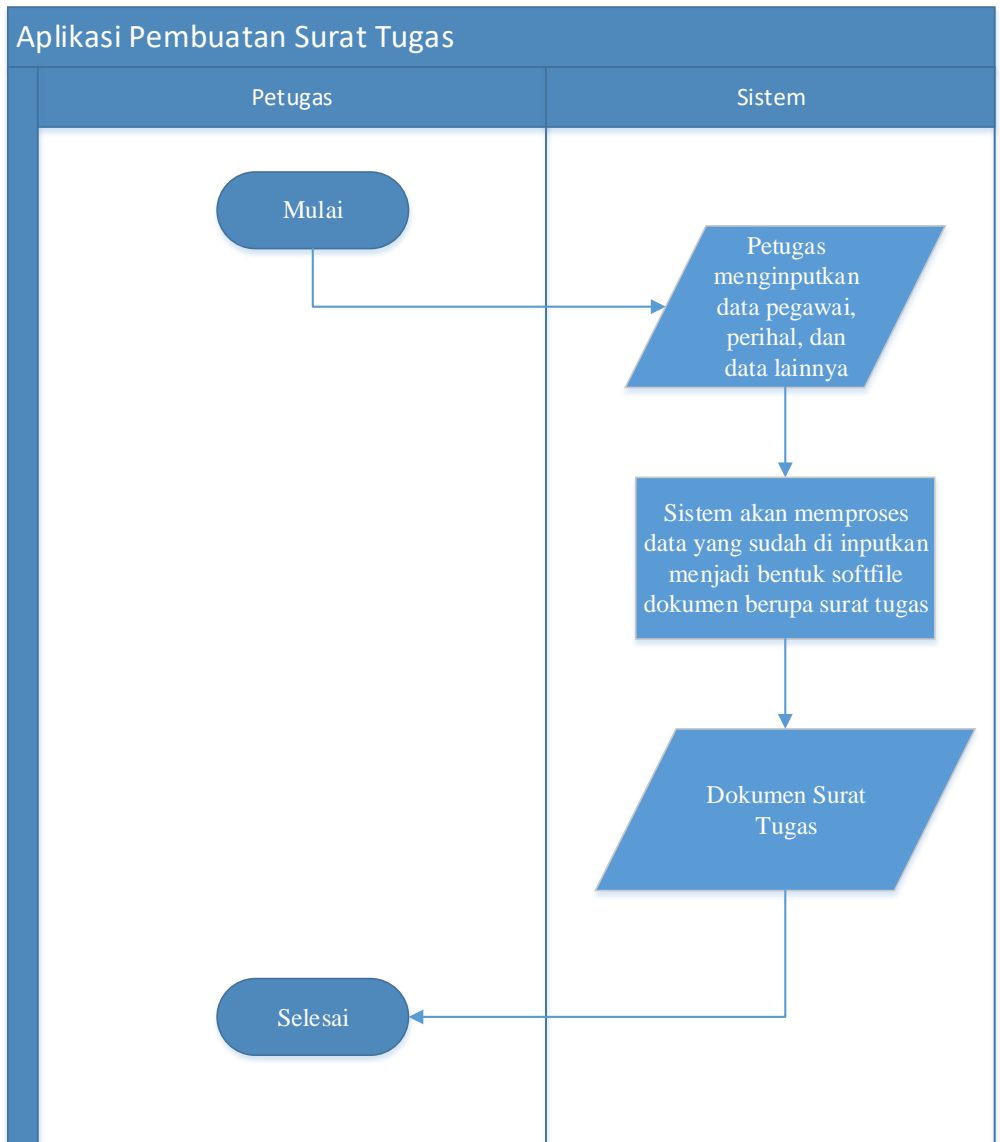 Aplikasi Pembuatan Surat Tugas
Petugas
Sistem
Mulai
Petugas
menginputkan
data pegawai,
perihal, dan
data lainnya
Sistem akan memproses
data yang sudah di inputkan
menjadi bentuk softfile
dokumen berupa surat tugas
Dokumen Surat
Tugas
Selesai